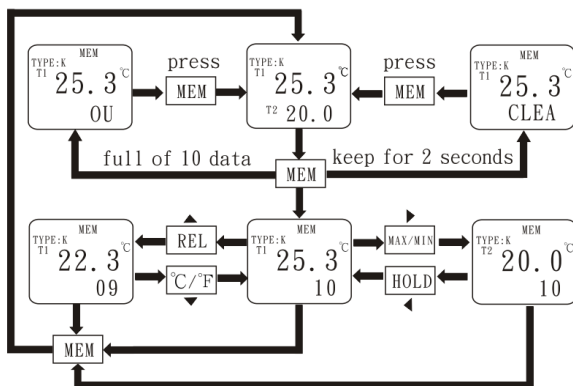 MEM
TYPE:K
T1
25.3 ℃
OU
press
MEM
MEM
TYPE:K
T1
25.3 ℃
T2 20.0
press
MEM
MEM
TYPE:K
T1
25.3 ℃
CLEA
full of 10 data
MEM
keep for 2 seconds
MEM
TYPE:K
T1
22.3 ℃
09
REL
℃/℉
MEM
TYPE:K
T1
25.3 ℃
10
MAX/MIN
HOLD
MEM
TYPE:K
T2
20.0 ℃
10
MEM